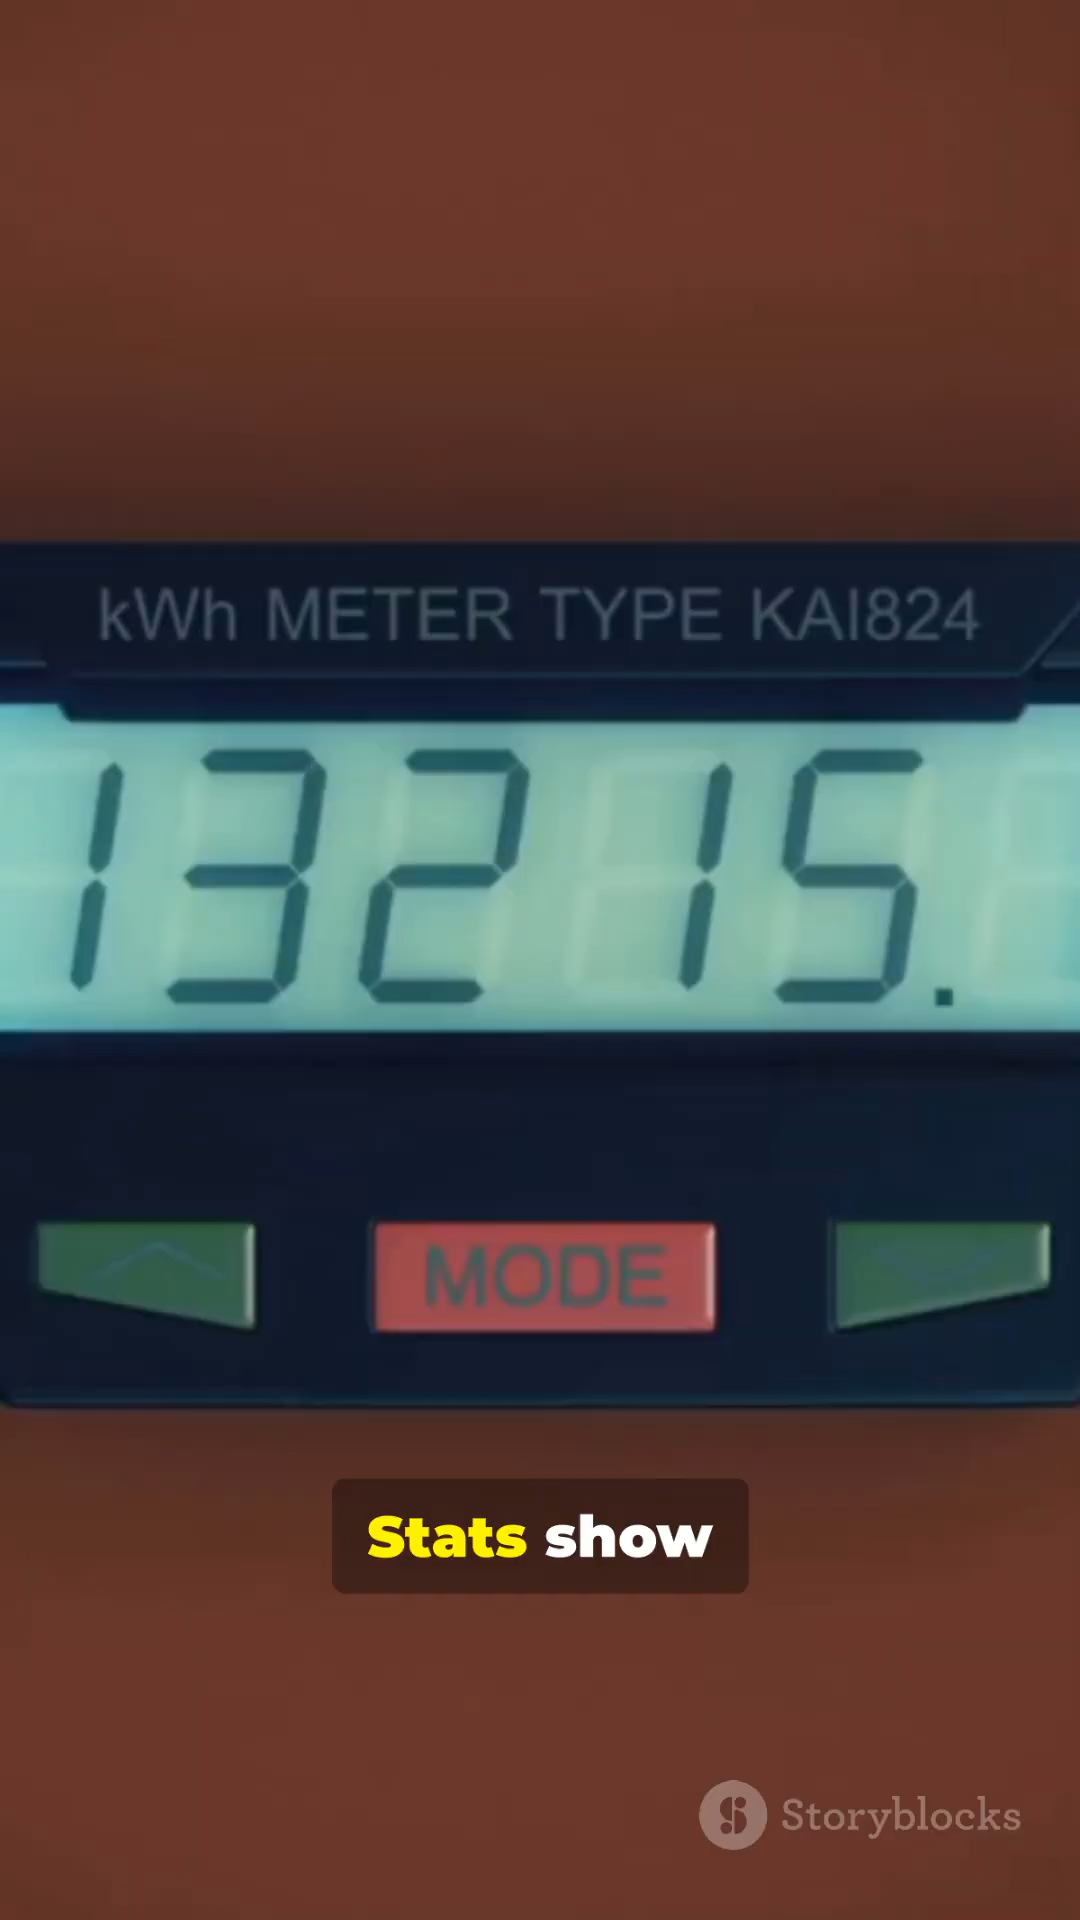 kWh METER TYPE KAI824
13215.
MODE
Stats show
Storyblocks